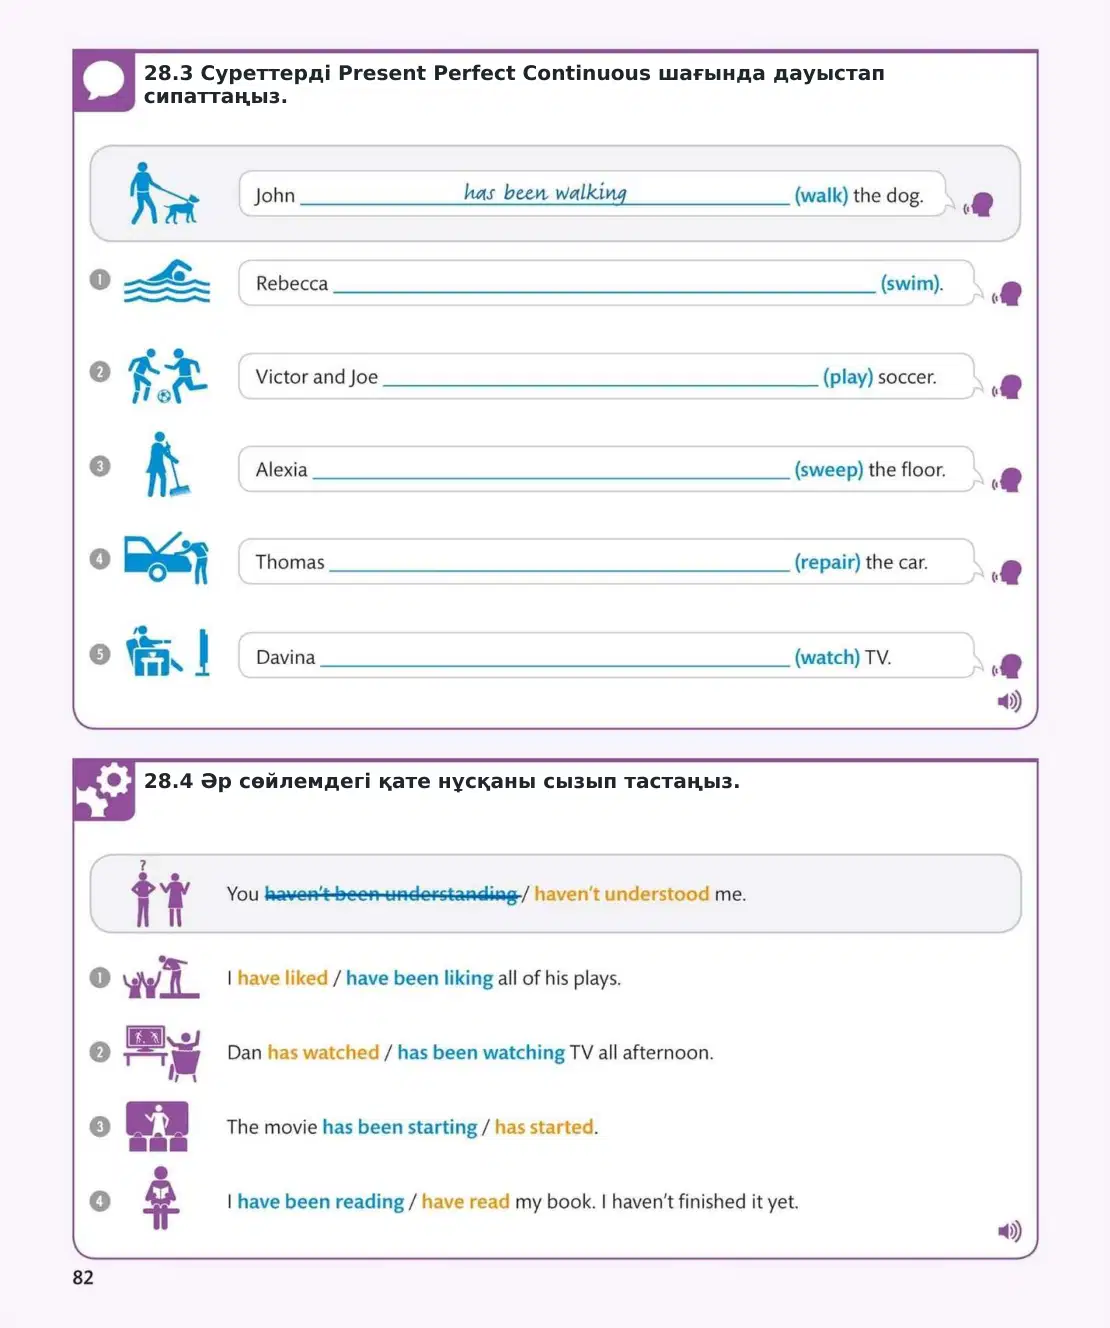 28.3 Суреттерді Present Perfect Continuous шағында дауыстап
сипаттаңыз.
John has been walking (walk) the dog.
1 Rebecca (swim).
2 Victor and Joe (play) soccer.
3 Alexia (sweep) the floor.
4 Thomas (repair) the car.
5 Davina (watch) TV.
28.4 Әр сөйлемдегі қате нұсқаны сызып тастаңыз.
?
You haven't been understanding / haven't understood me.
1 I have liked / have been liking all of his plays.
2 Dan has watched / has been watching TV all afternoon.
3 The movie has been starting / has started.
4 I have been reading / have read my book. I haven't finished it yet.
82